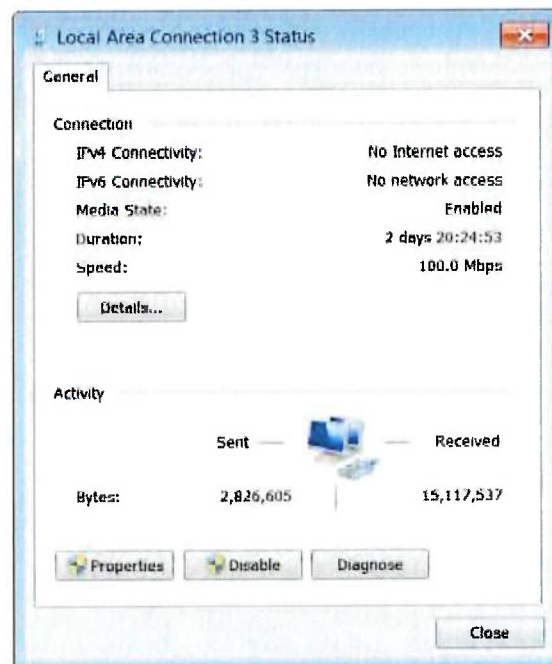 Local Area Connection 3 Status
General
Connection
IPv4 Connectivity: No Internet access
IPv6 Connectivity: No network access
Media State: Enabled
Duration: 2 days 20:24:53
Speed: 100.0 Mbps
Details...
Activity
Sent Received
Bytes: 2,826,605 15,117,537
Properties Disable Diagnose
Close